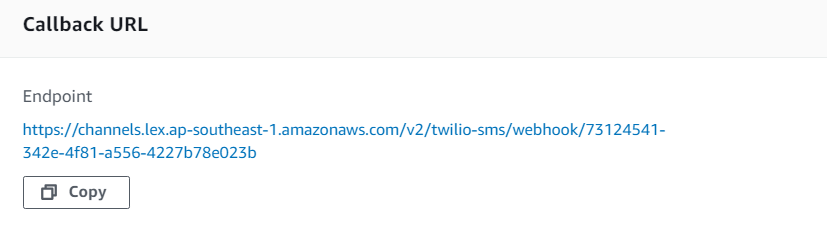 Callback URL
Endpoint
https://channels.lex.ap-southeast-1.amazonaws.com/v2/twilio-sms/webhook/73124541-
342e-4f81-a556-4227b78e023b
Copy